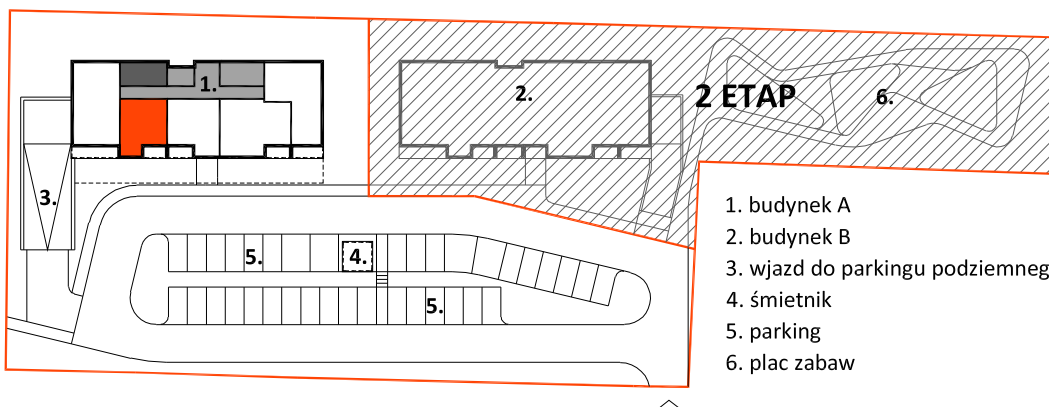 1.
2.
2 ETAP
6.
3.
5.
4.
5.
1. budynek A
2. budynek B
3. wjazd do parkingu podziemneg
4. śmietnik
5. parking
6. plac zabaw